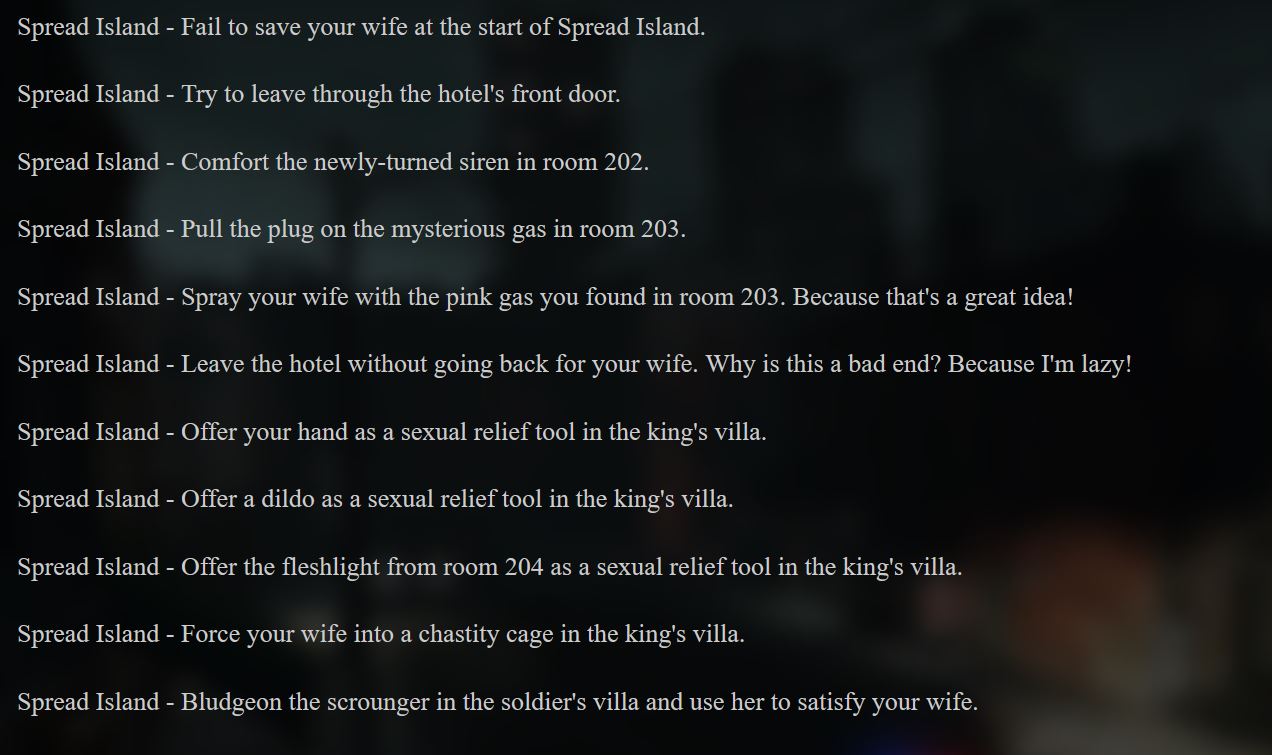 Spread Island - Fail to save your wife at the start of Spread Island.
Spread Island - Try to leave through the hotel's front door.
Spread Island - Comfort the newly-turned siren in room 202.
Spread Island - Pull the plug on the mysterious gas in room 203.
Spread Island - Spray your wife with the pink gas you found in room 203. Because that's a great idea!
Spread Island - Leave the hotel without going back for your wife. Why is this a bad end? Because I'm lazy!
Spread Island - Offer your hand as a sexual relief tool in the king's villa.
Spread Island - Offer a dildo as a sexual relief tool in the king's villa.
Spread Island - Offer the fleshlight from room 204 as a sexual relief tool in the king's villa.
Spread Island - Force your wife into a chastity cage in the king's villa.
Spread Island - Bludgeon the scrounger in the soldier's villa and use her to satisfy your wife.